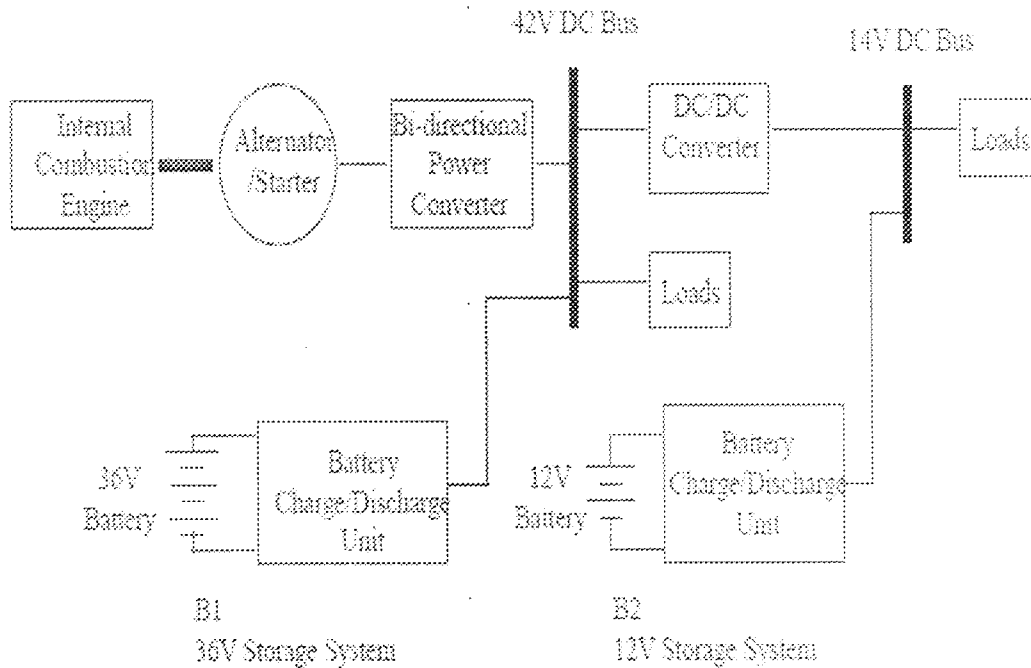 42V DC Bus
14V DC Bus
Internal
Combustion
Engine
Alternator
/Starter
Bi-directional
Power
Converter
DC/DC
Converter
Loads
Loads
36V
Battery
Battery
Charge/Discharge
Unit
12V
Battery
Battery
Charge/Discharge
Unit
B1
36V Storage System
B2
12V Storage System